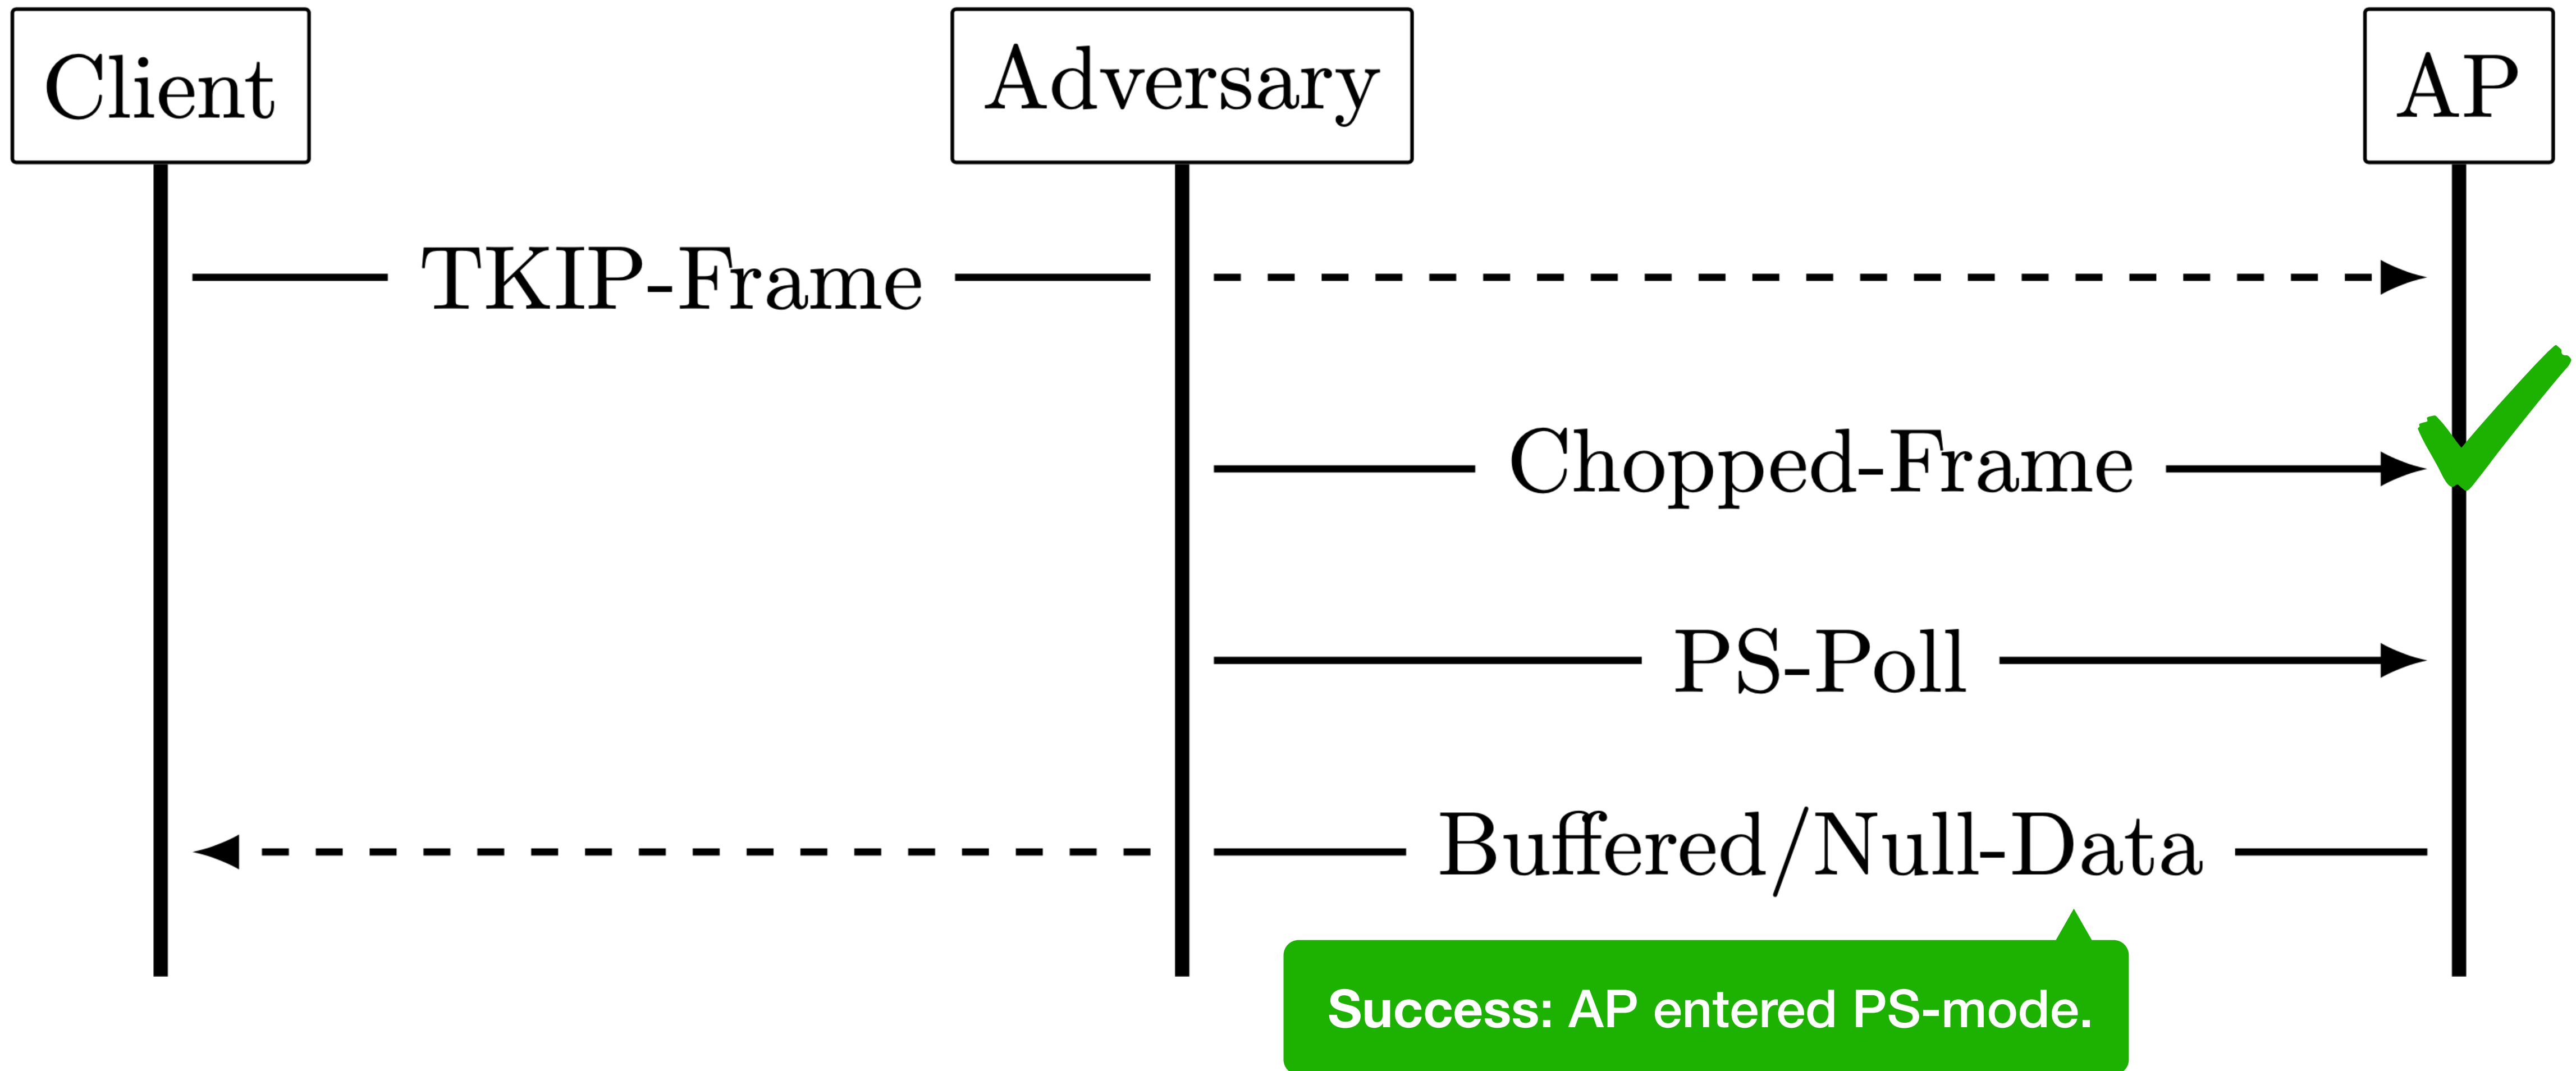 Client
Adversary
AP
TKIP-Frame
Chopped-Frame
PS-Poll
Buffered/Null-Data
Success: AP entered PS-mode.